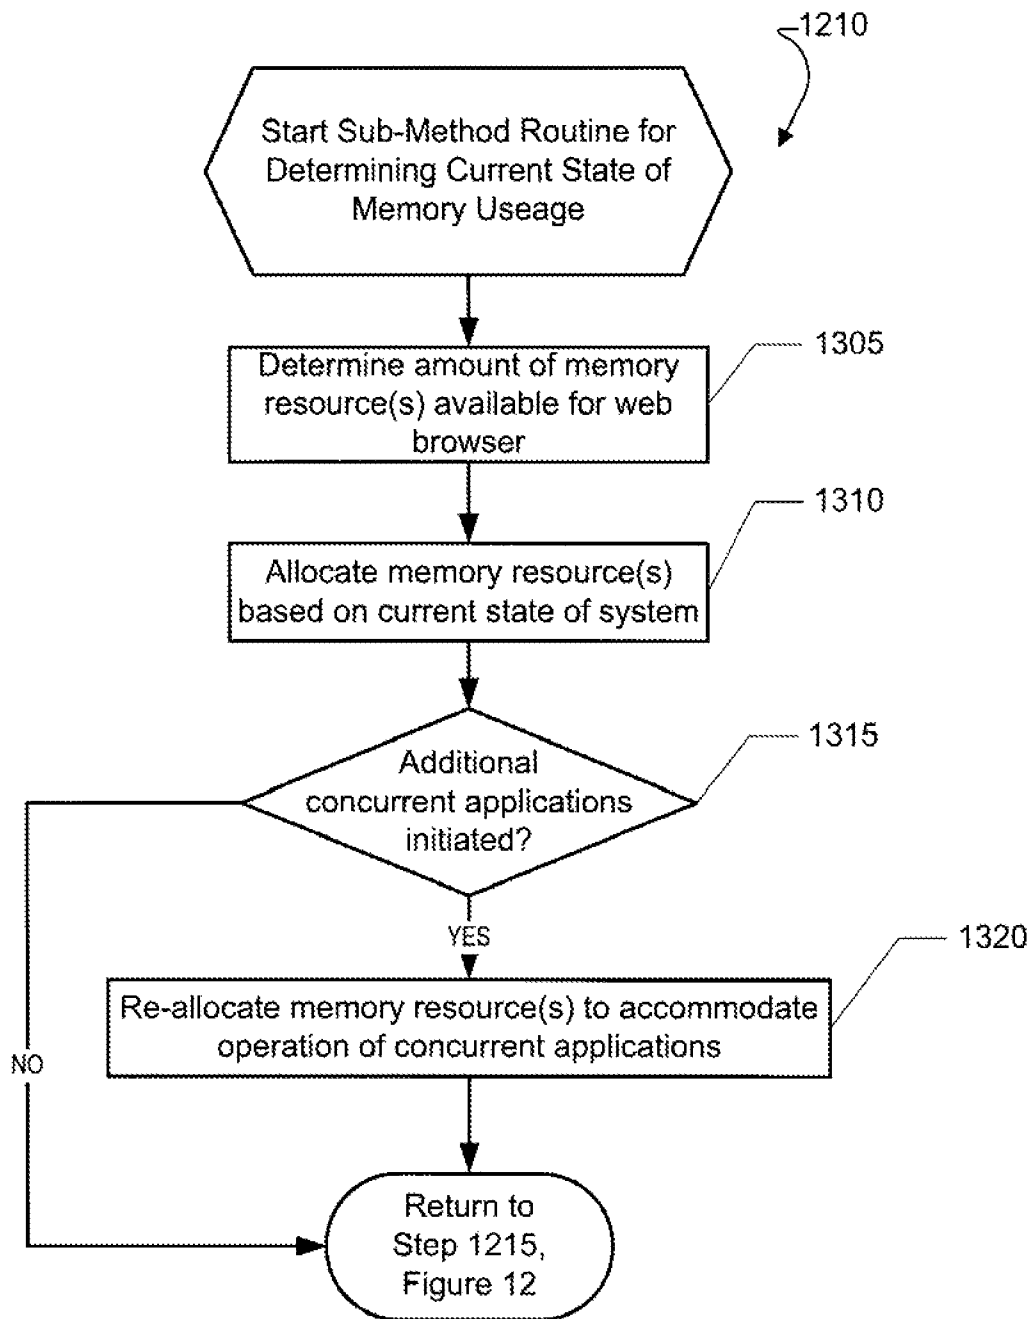 1210
Start Sub-Method Routine for
Determining Current State of
Memory Useage
1305
Determine amount of memory
resource(s) available for web
browser
1310
Allocate memory resource(s)
based on current state of system
1315
Additional
concurrent applications
initiated?
YES
1320
Re-allocate memory resource(s) to accommodate
operation of concurrent applications
NO
Return to
Step 1215,
Figure 12